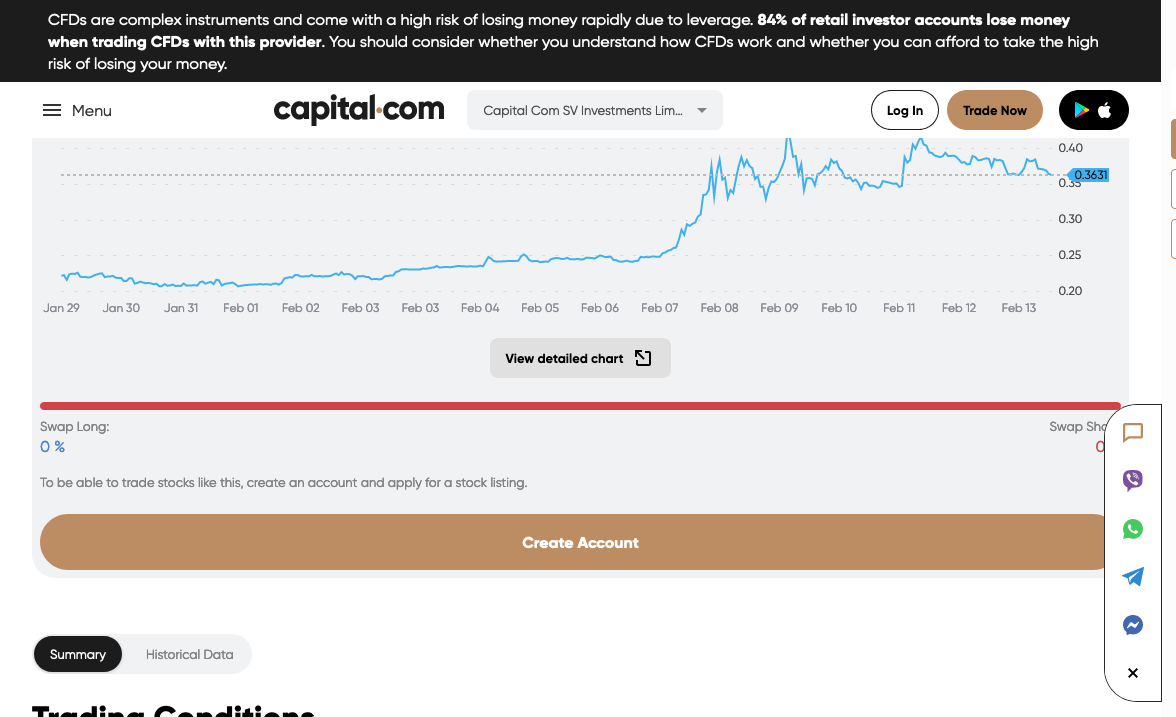 CFDs are complex instruments and come with a high risk of losing money rapidly due to leverage. 84% of retail investor accounts lose money
when trading CFDs with this provider. You should consider whether you understand how CFDs work and whether you can afford to take the high
risk of losing your money.
Menu
capital.com
Capital Com SV Investments Lim...
Log In
Trade Now
0.40
0.3631
0.35
0.30
0.25
0.20
Jan 29 Jan 30 Jan 31 Feb 01 Feb 02 Feb 03 Feb 03 Feb 04 Feb 05 Feb 06 Feb 07 Feb 08 Feb 09 Feb 10 Feb 11 Feb 12 Feb 13
View detailed chart
Swap Long: Swap
0 % 0
To be able to trade stocks like this, create an account and apply for a stock listing.
Create Account
Summary Historical Data
Trading Conditions